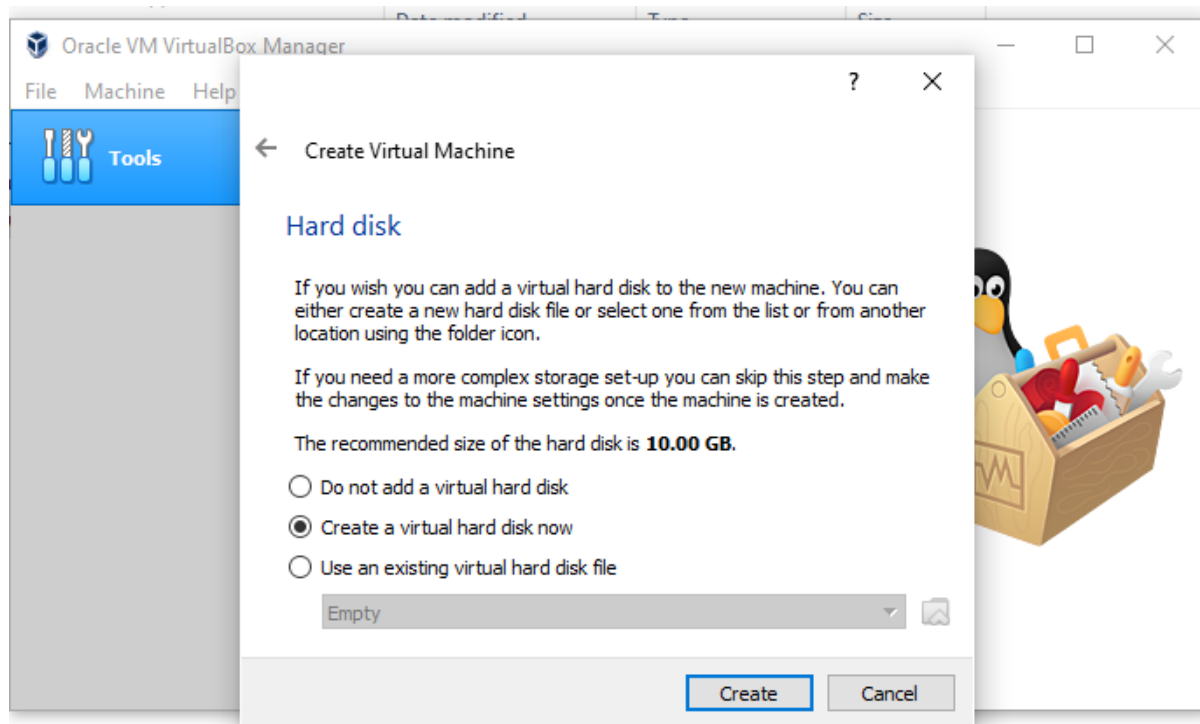 Date modified Type Size
Oracle VM VirtualBox Manager
File Machine Help
?
Tools
Create Virtual Machine
Hard disk
If you wish you can add a virtual hard disk to the new machine. You can
either create a new hard disk file or select one from the list or from another
location using the folder icon.
If you need a more complex storage set-up you can skip this step and make
the changes to the machine settings once the machine is created.
The recommended size of the hard disk is 10.00 GB.
Do not add a virtual hard disk
Create a virtual hard disk now
Use an existing virtual hard disk file
Empty
Create Cancel